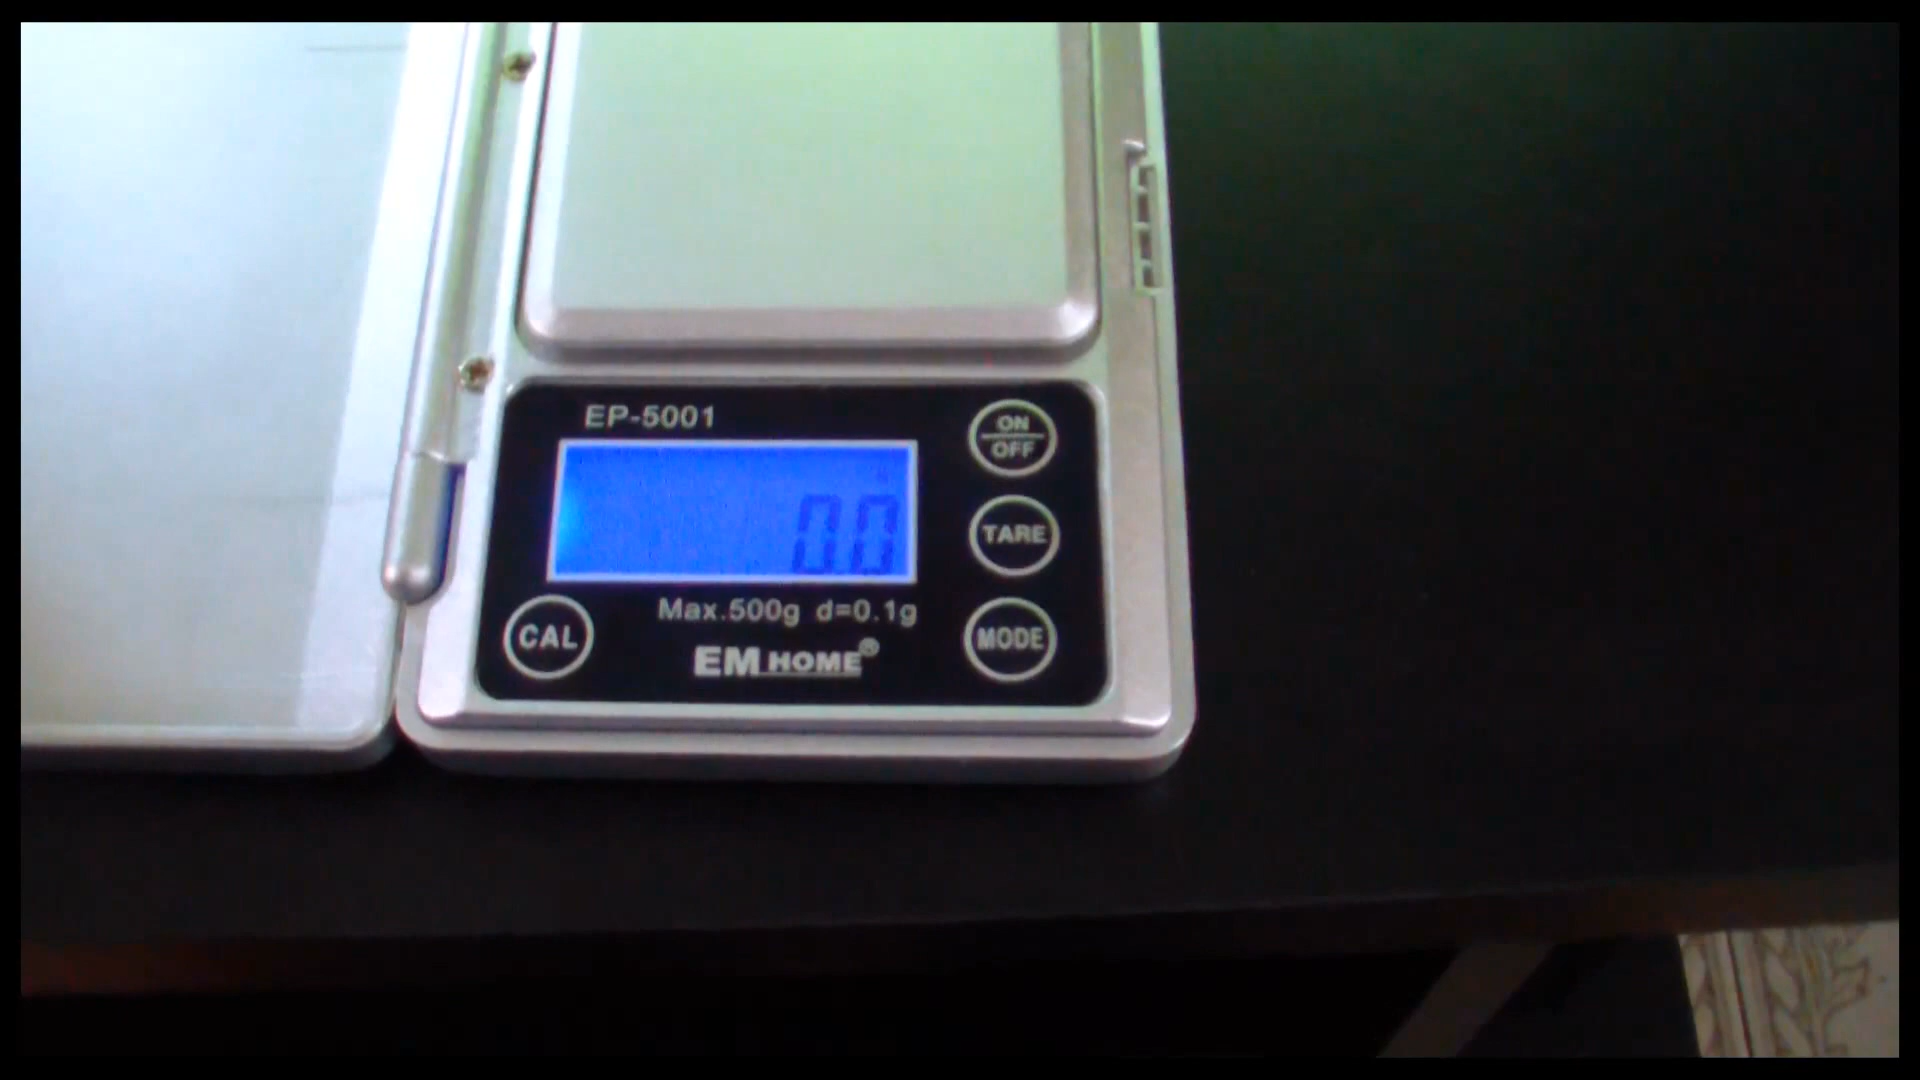 EP-5001
ON
OFF
0.0
TARE
Max.500g d=0.1g
CAL
EM HOME®
MODE